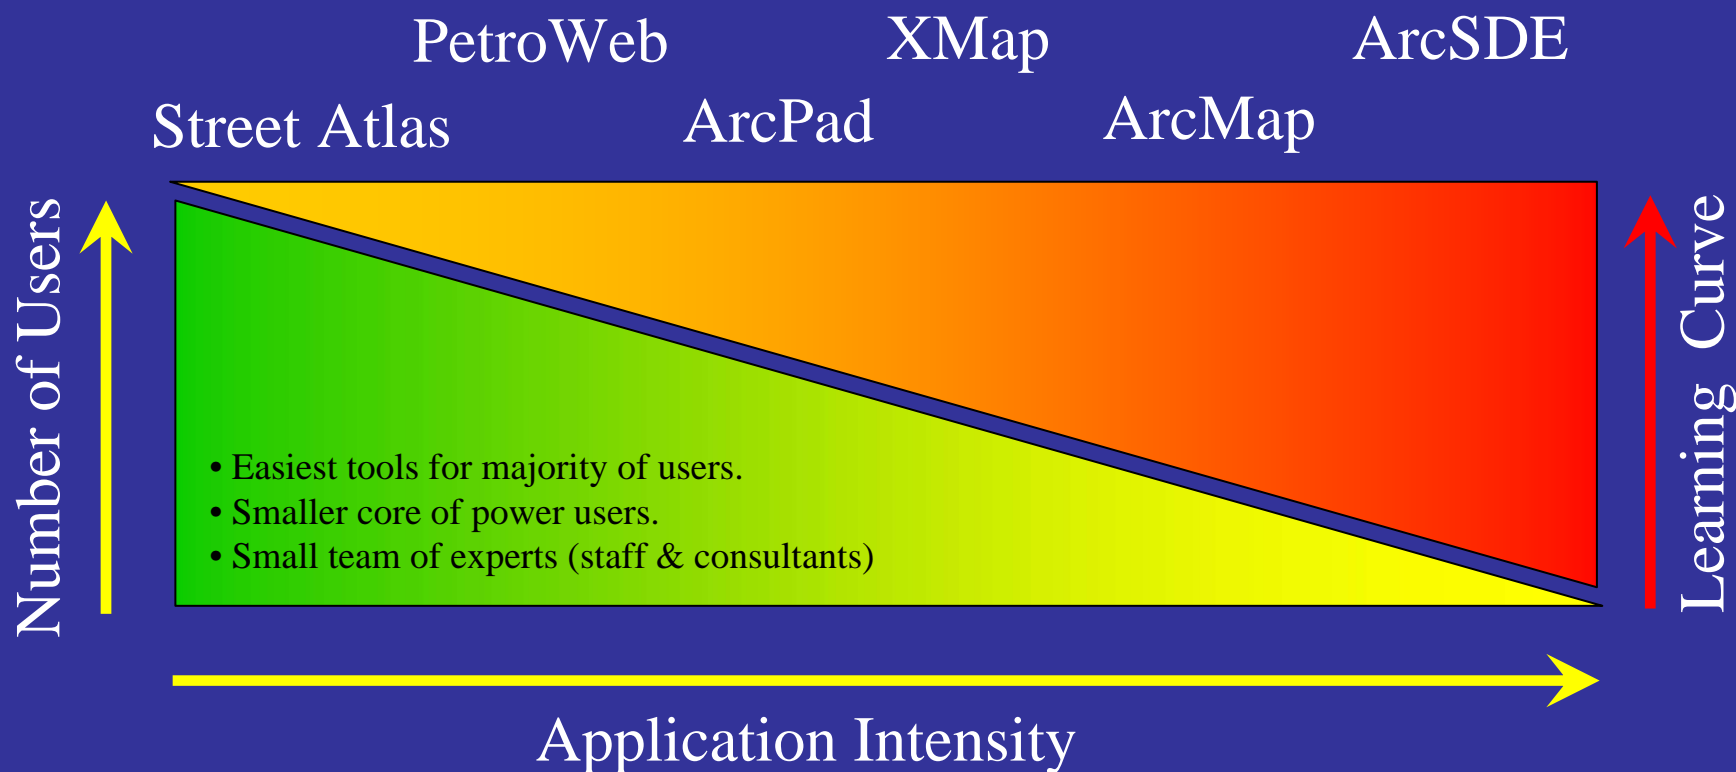 PetroWeb XMap ArcSDE
Street Atlas ArcPad ArcMap
Number of Users
Learning Curve
• Easiest tools for majority of users.
• Smaller core of power users.
• Small team of experts (staff & consultants)
Application Intensity